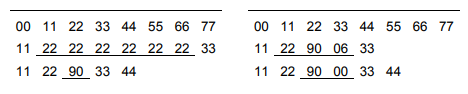 00 11 22 33 44 55 66 77
11 22 22 22 22 22 22 33
11 22 90 33 44
00 11 22 33 44 55 66 77
11 22 90 06 33
11 22 90 00 33 44